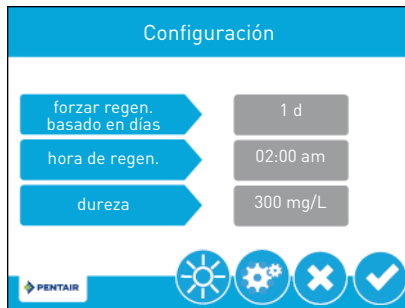 Configuración
forzar regen.
basado en días
1 d
hora de regen.
02:00 am
dureza
300 mg/L
PENTAIR